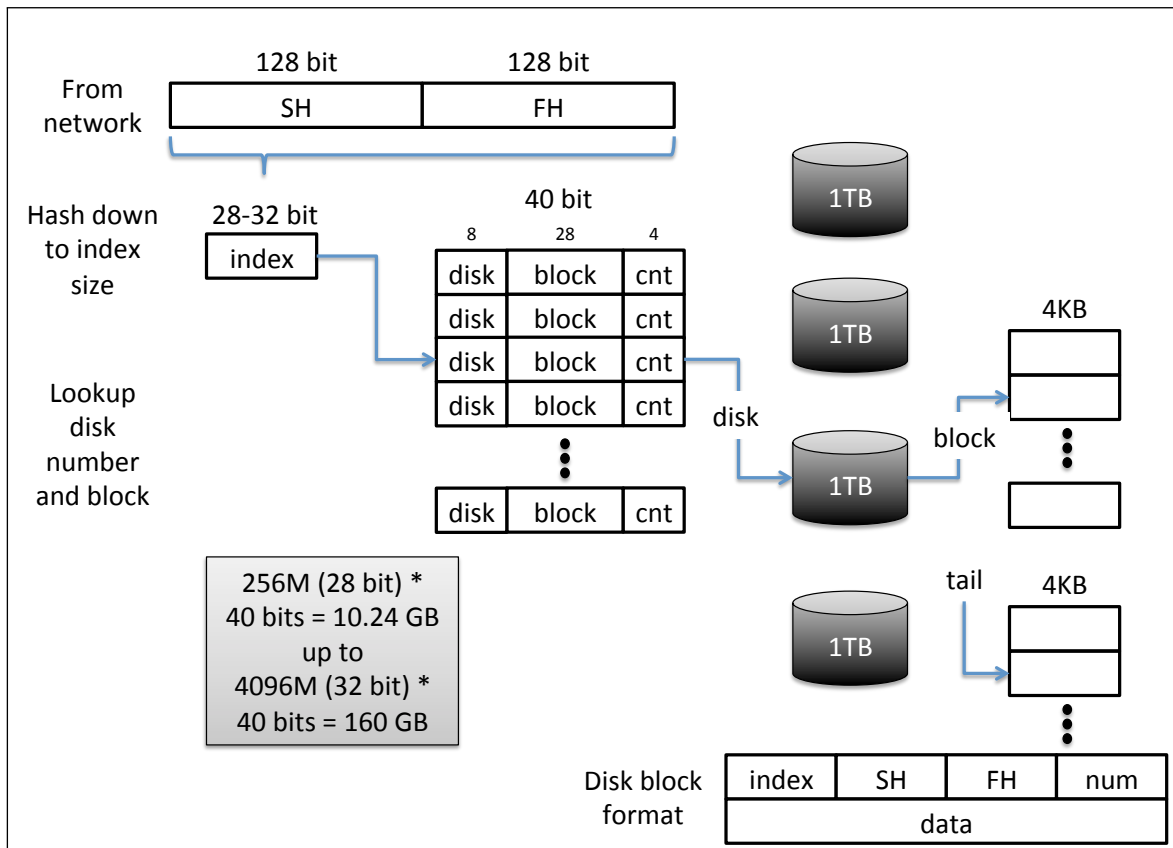 128 bit 128 bit
From
network
SH FH
Hash down
to index
size
28-32 bit
index
40 bit
8 28 4
disk block cnt
disk block cnt
disk block cnt
disk block cnt
disk block cnt
Lookup
disk
number
and block
disk
1TB
1TB
1TB
1TB
block
4KB
tail
4KB
256M (28 bit) *
40 bits = 10.24 GB
up to
4096M (32 bit) *
40 bits = 160 GB
Disk block
format
index SH FH num
data